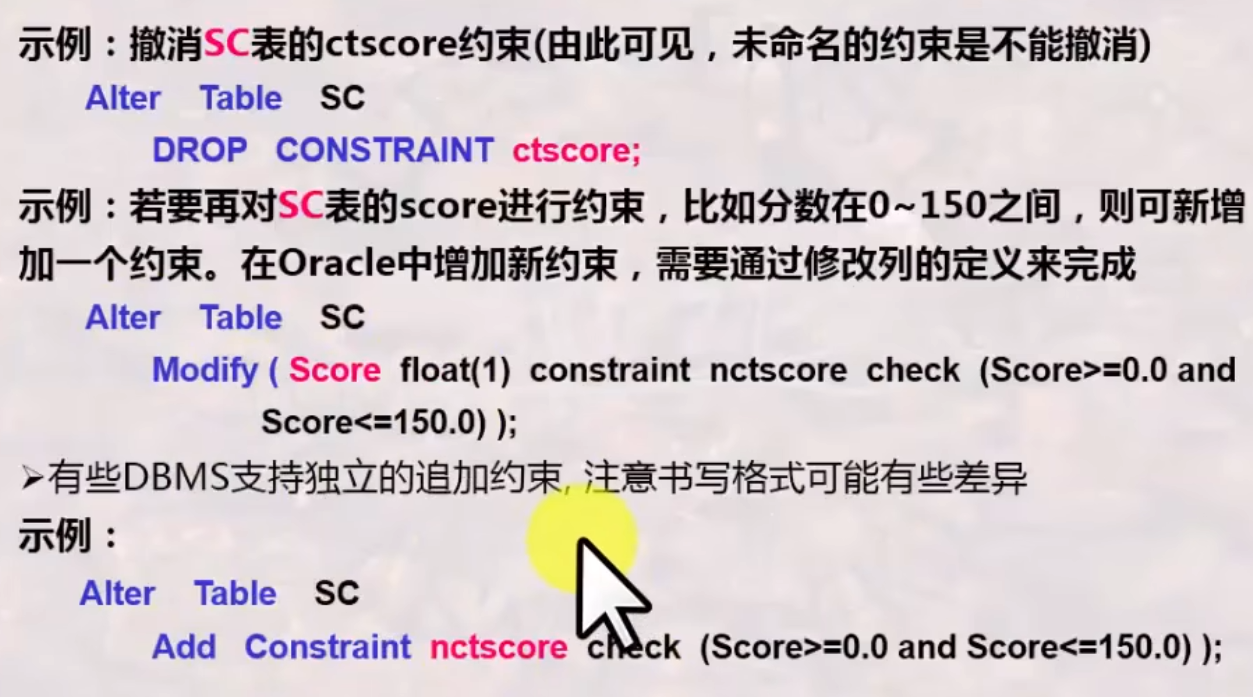 示例：撤消SC表的ctscore约束(由此可见，未命名的约束是不能撤消)
Alter Table SC
DROP CONSTRAINT ctscore;
示例：若要再对SC表的score进行约束，比如分数在0~150之间，则可新增
加一个约束。在Oracle中增加新约束，需要通过修改列的定义来完成
Alter Table SC
Modify ( Score float(1) constraint nctscore check (Score>=0.0 and
Score<=150.0) );
➢有些DBMS支持独立的追加约束, 注意书写格式可能有些差异
示例：
Alter Table SC
Add Constraint nctscore check (Score>=0.0 and Score<=150.0) );